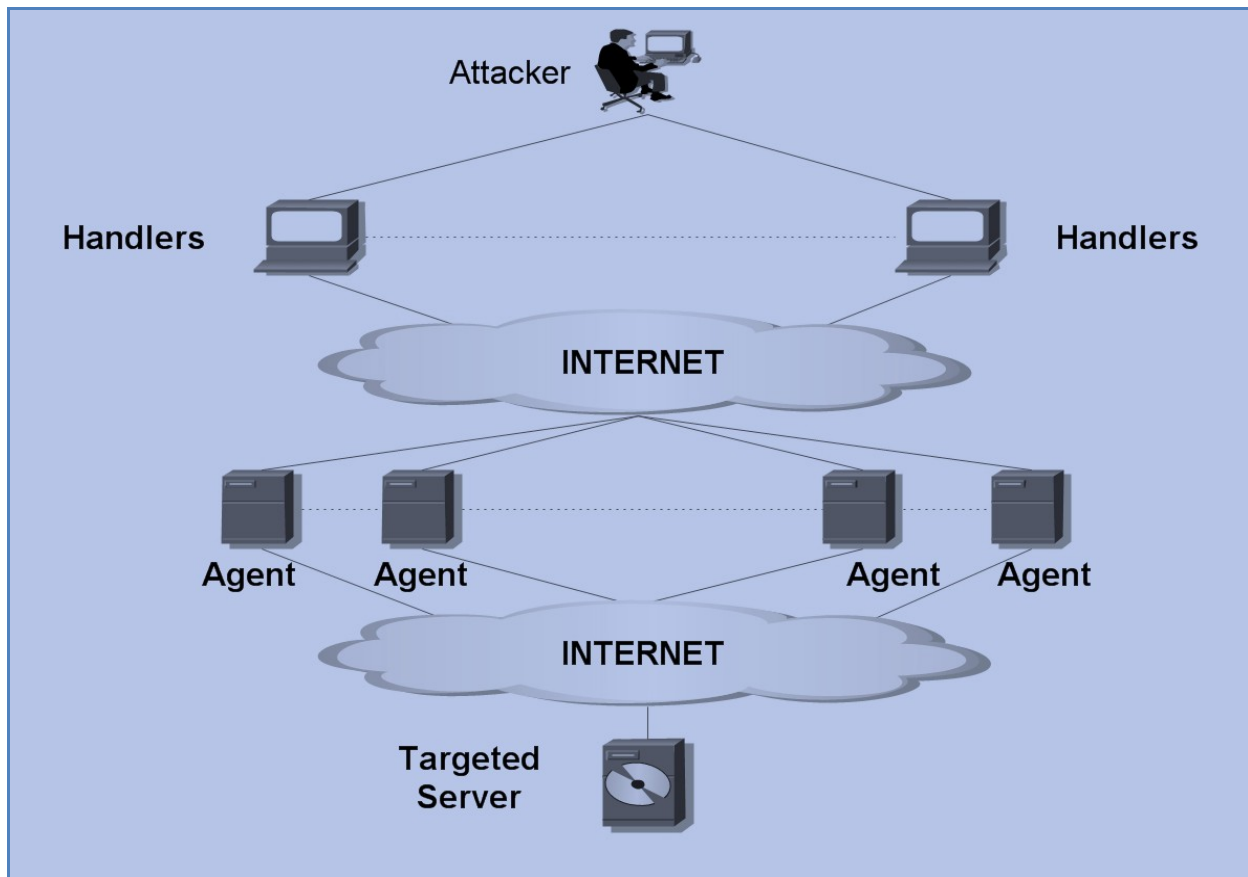 Attacker
Handlers
Handlers
INTERNET
Agent
Agent
Agent
Agent
INTERNET
Targeted
Server